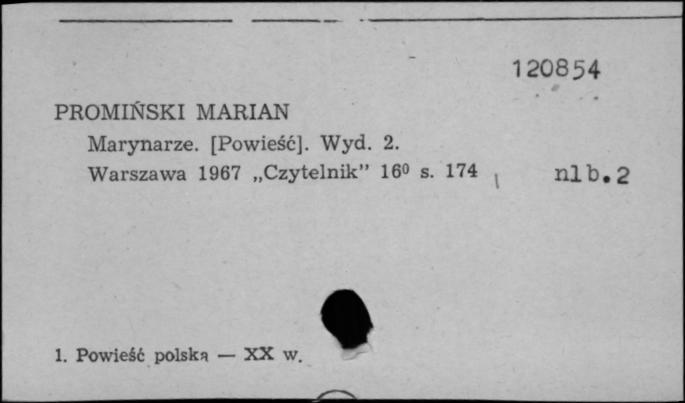 120854
PROMIŃSKI MARIAN
Marynarze. [Powieść]. Wyd. 2.
Warszawa 1967 „Czytelnik” 16⁰ s. 174, nlb.2
1. Powieść polska — XX w.